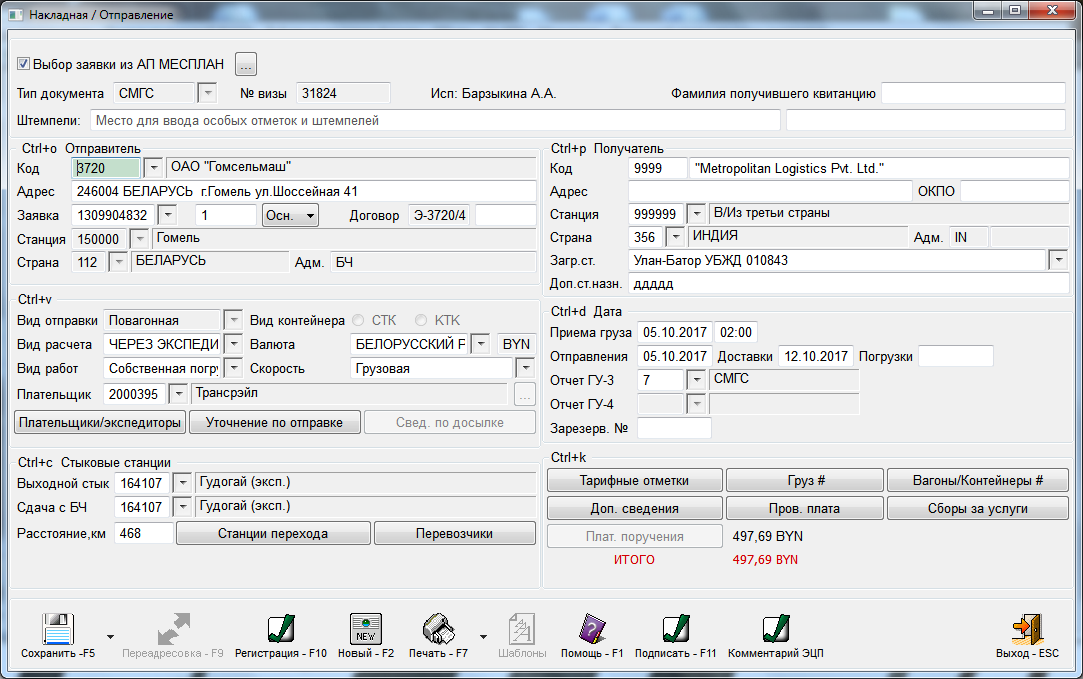 Накладная / Отправление
Выбор заявки из АП МЕСПЛАН ...
Тип документа СМГС № визы 31824 Исп: Барзыкина А.А. Фамилия получившего квитанцию
Штемпели: Место для ввода особых отметок и штемпелей
Ctrl+o Отправитель
Код 3720 ОАО "Гомсельмаш"
Адрес 246004 БЕЛАРУСЬ г.Гомель ул.Шоссейная 41
Заявка 1309904832 1 Осн. Договор Э-3720/4
Станция 150000 Гомель
Страна 112 БЕЛАРУСЬ Адм. БЧ
Ctrl+p Получатель
Код 9999 "Metropolitan Logistics Pvt. Ltd."
Адрес ОКПО
Станция 999999 В/Из третьи страны
Страна 356 ИНДИЯ Адм. IN
Загр.ст. Улан-Батор УБЖД 010843
Доп.ст.назн. ддддд
Ctrl+v
Вид отправки Повагонная Вид контейнера СТК КТК
Вид расчета ЧЕРЕЗ ЭКСПЕДИ Валюта БЕЛОРУССКИЙ Р BYN
Вид работ Собственная погру Скорость Грузовая
Плательщик 2000395 Трансрэйл ...
Плательщики/экспедиторы Уточнение по отправке Свед. по досылке
Ctrl+d Дата
Приема груза 05.10.2017 02:00
Отправления 05.10.2017 Доставки 12.10.2017 Погрузки
Отчет ГУ-3 7 СМГС
Отчет ГУ-4
Зарезерв. №
Ctrl+c Стыковые станции
Выходной стык 164107 Гудогай (эксп.)
Сдача с БЧ 164107 Гудогай (эксп.)
Расстояние,км 468 Станции перехода Перевозчики
Ctrl+k
Тарифные отметки Груз # Вагоны/Контейнеры #
Доп. сведения Пров. плата Сборы за услуги
Плат. поручения 497,69 BYN
ИТОГО 497,69 BYN
Сохранить -F5 Переадресовка - F9 Регистрация - F10 Новый - F2 Печать - F7 Шаблоны Помощь - F1 Подписать - F11 Комментарий ЭЦП Выход - ESC